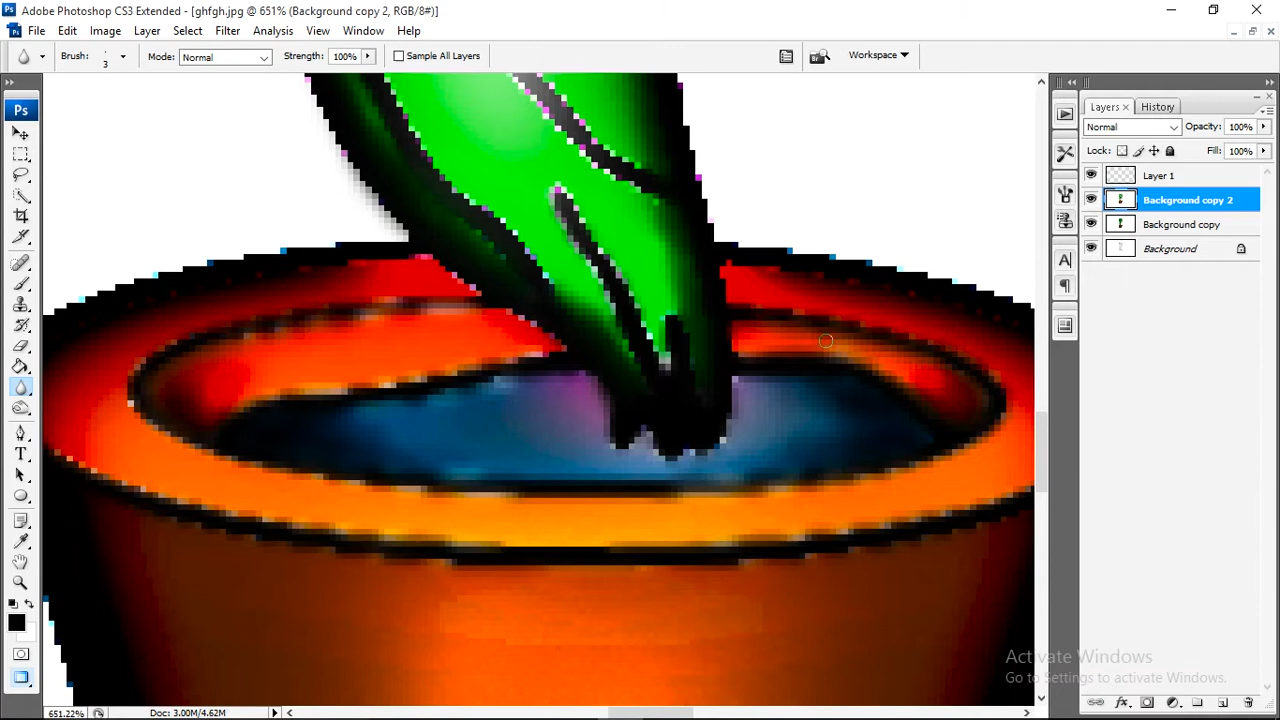 Adobe Photoshop CS3 Extended - [ghfgh.jpg @ 651% (Background copy 2, RGB/8#)]
File Edit Image Layer Select Filter Analysis View Window Help
Brush: 3 Mode: Normal Strength: 100% Sample All Layers Workspace
Ps
Layers History
Normal Opacity: 100%
Lock: Fill: 100%
Layer 1
Background copy 2
Background copy
Background
Activate Windows
Go to Settings to activate Windows.
651.22% Doc: 3.00M/4.62M